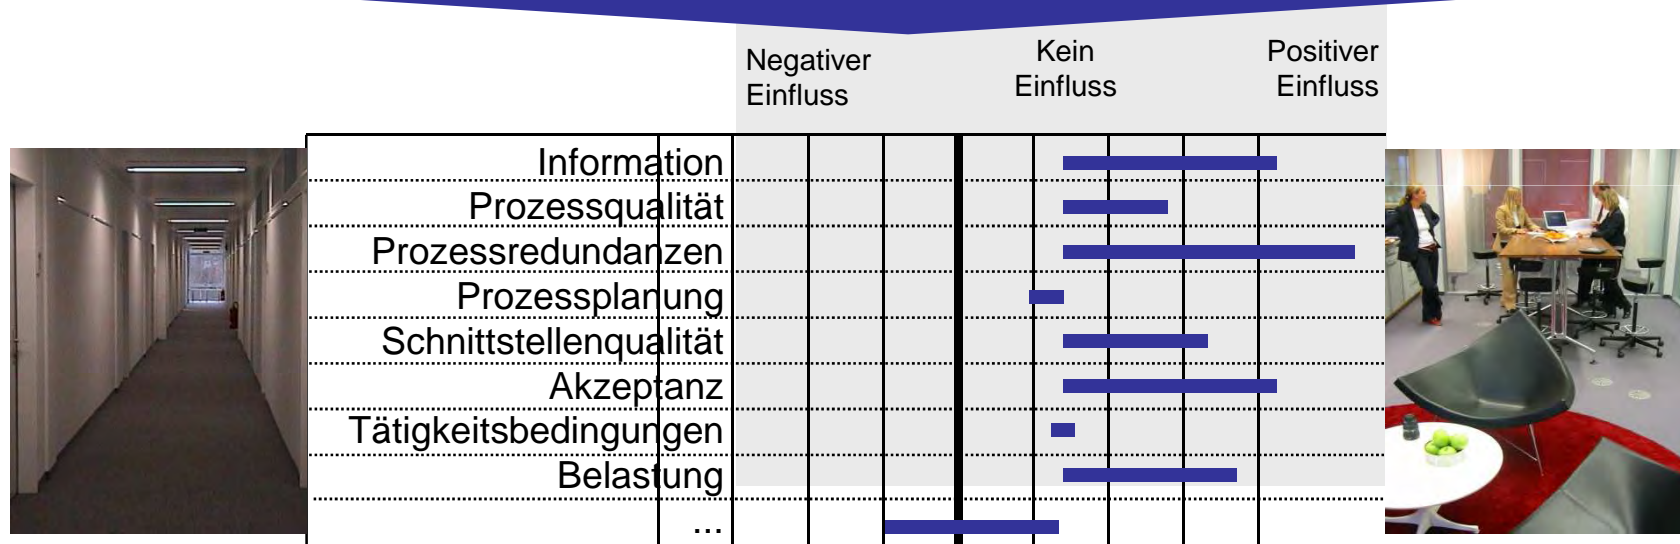 Negativer
Einfluss
Kein
Einfluss
Positiver
Einfluss
Information
Prozessqualität
Prozessredundanzen
Prozessplanung
Schnittstellenqualität
Akzeptanz
Tätigkeitsbedingungen
Belastung
...